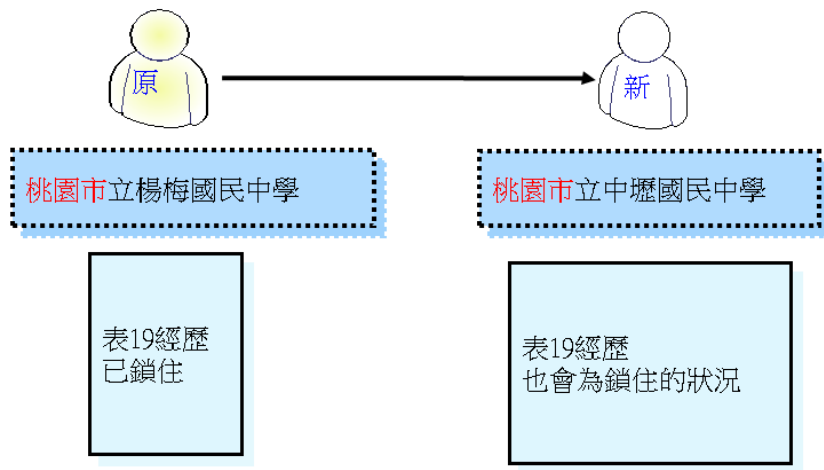 原
新
桃園市立楊梅國民中學
桃園市立中壢國民中學
表19經歷
已鎖住
表19經歷
也會為鎖住的狀況